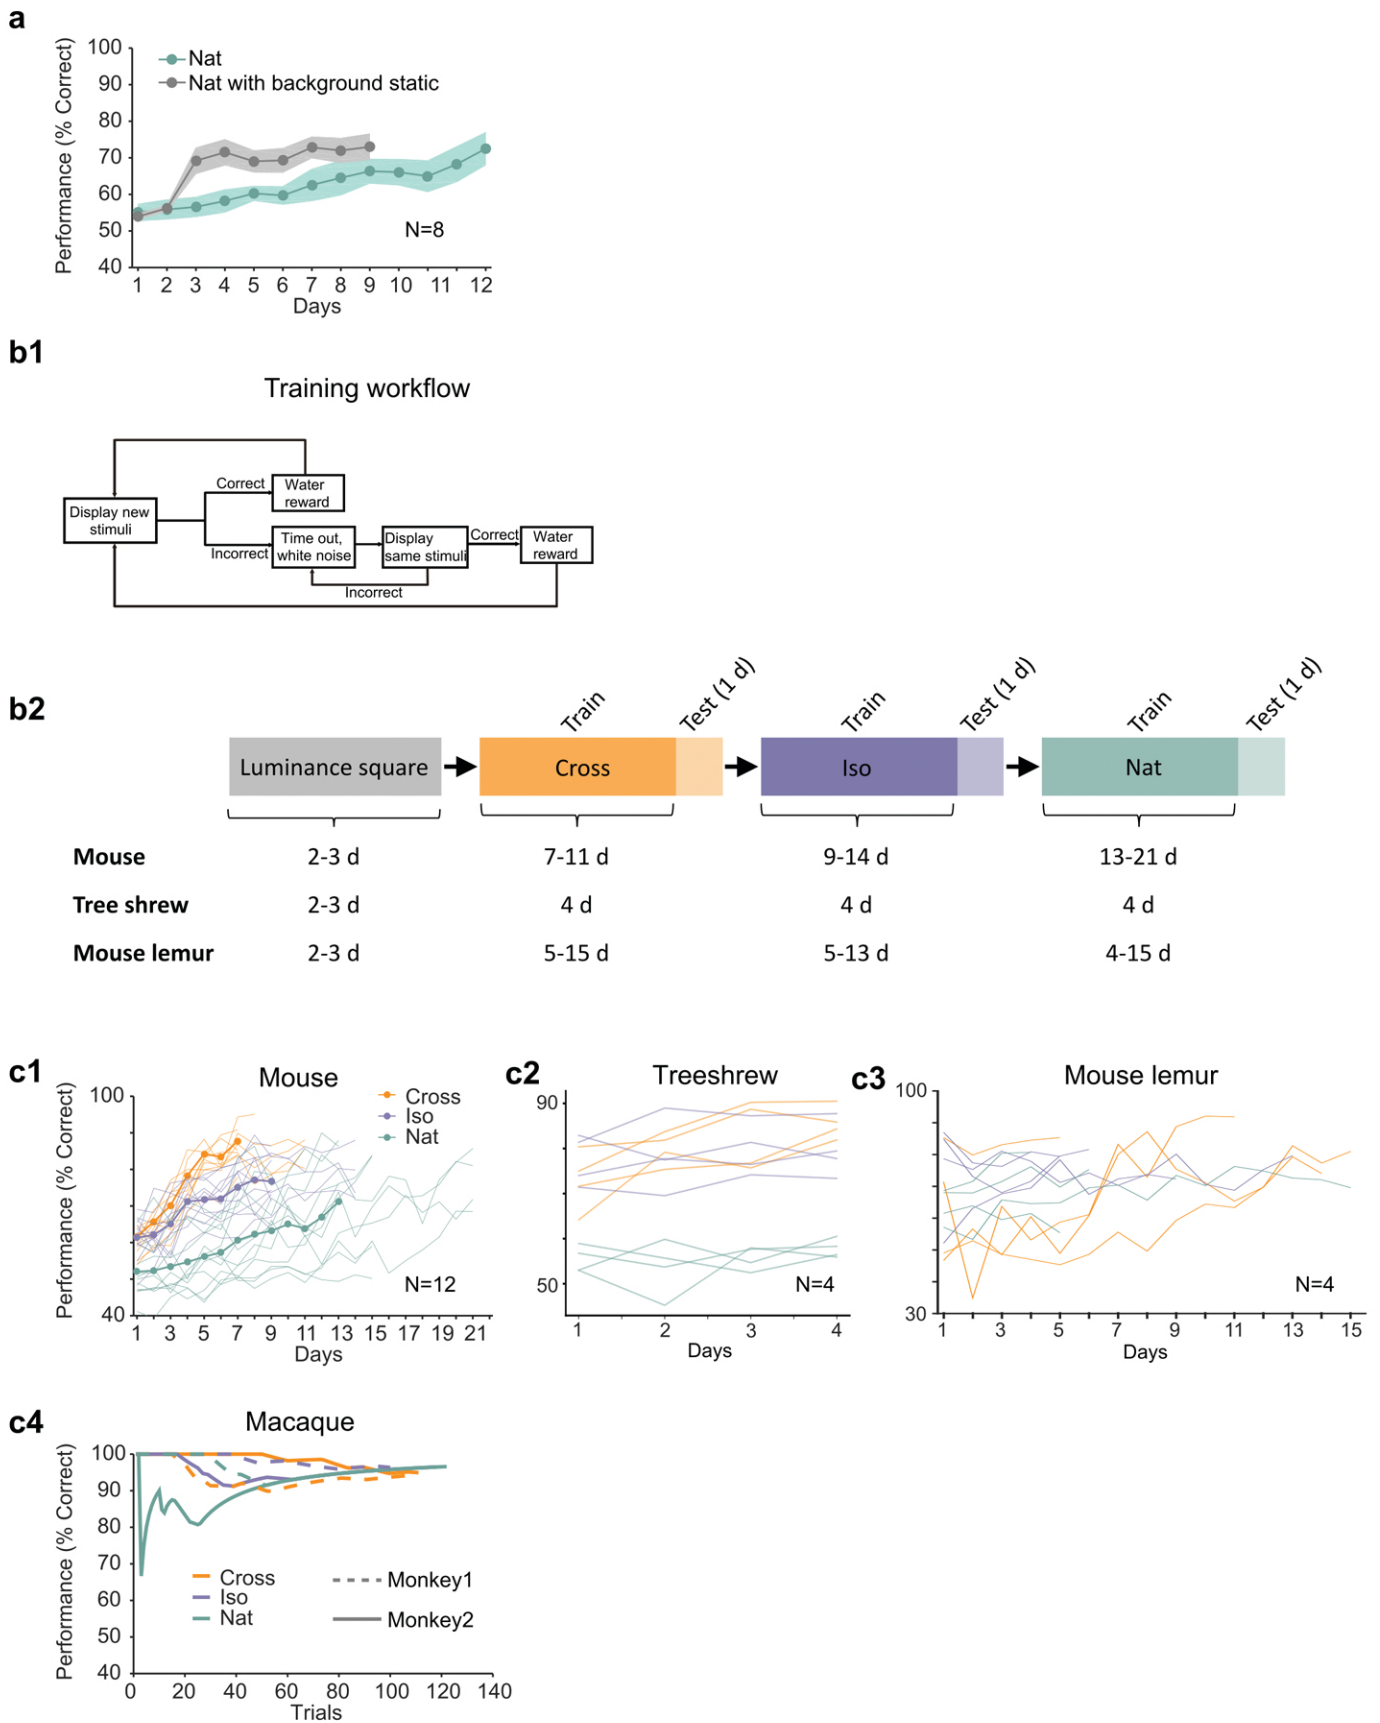 a
Performance (% Correct)
100
90
80
70
60
50
40
Nat
Nat with background static
N=8
1 2 3 4 5 6 7 8 9 10 11 12
Days
b1
Training workflow
Display new
stimuli
Correct
Water
reward
Incorrect
Time out,
white noise
Display
same stimuli
Correct
Water
reward
Incorrect
b2
Train
Test (1 d)
Train
Test (1 d)
Train
Test (1 d)
Luminance square
Cross
Iso
Nat
Mouse 2-3 d 7-11 d 9-14 d 13-21 d
Tree shrew 2-3 d 4 d 4 d 4 d
Mouse lemur 2-3 d 5-15 d 5-13 d 4-15 d
c1
Mouse
Performance (% Correct)
100
40
Cross
Iso
Nat
N=12
1 3 5 7 9 11 13 15 17 19 21
Days
c2
Treeshrew
90
50
N=4
1 2 3 4
Days
c3
Mouse lemur
100
30
N=4
1 3 5 7 9 11 13 15
Days
c4
Macaque
Performance (% Correct)
100
90
80
70
60
50
40
Cross
Iso
Nat
Monkey1
Monkey2
0 20 40 60 80 100 120 140
Trials